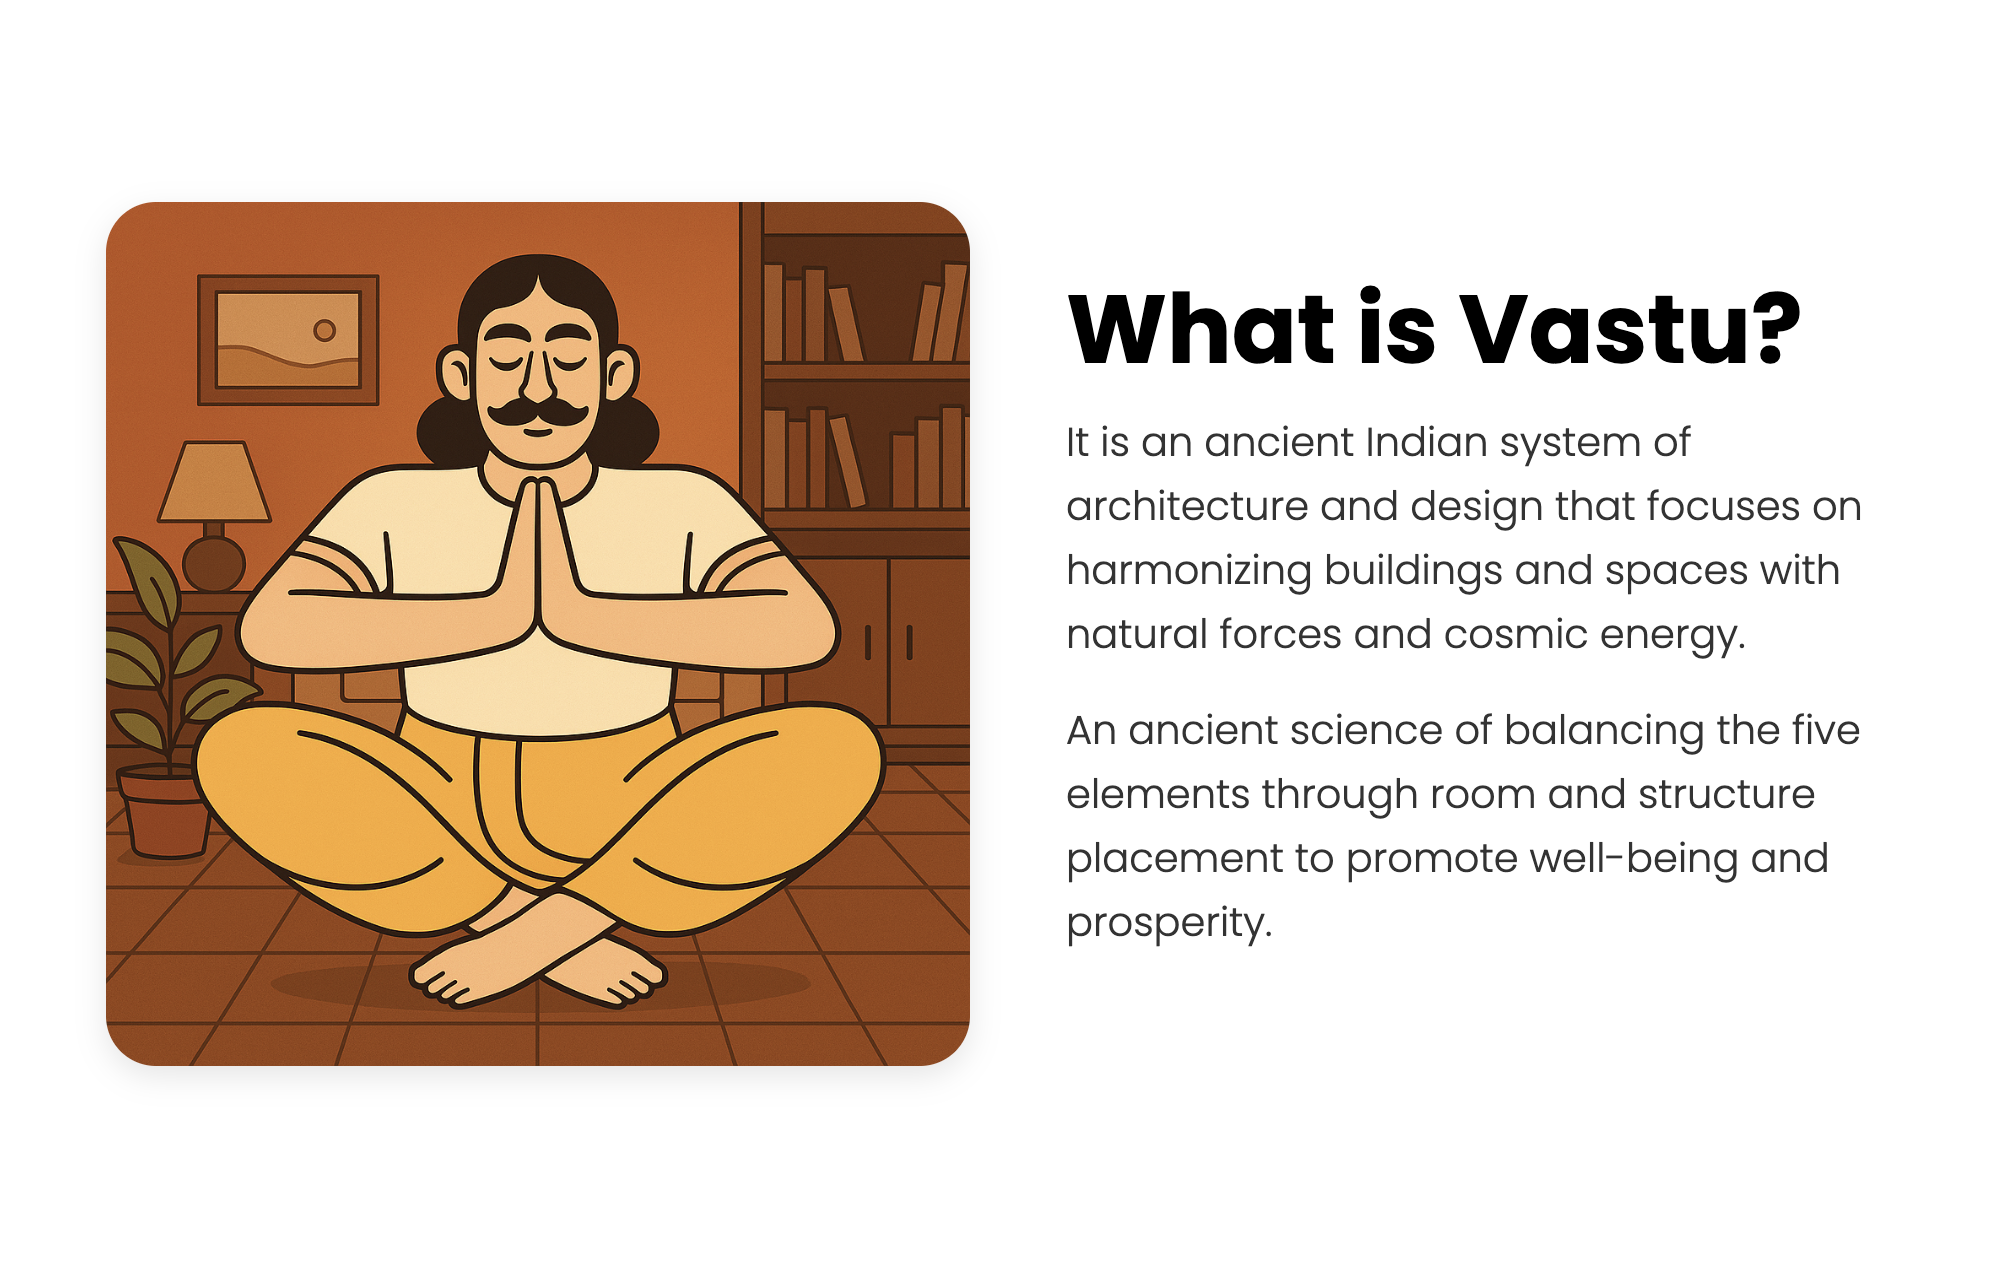 What is Vastu?
It is an ancient Indian system of
architecture and design that focuses on
harmonizing buildings and spaces with
natural forces and cosmic energy.
An ancient science of balancing the five
elements through room and structure
placement to promote well-being and
prosperity.